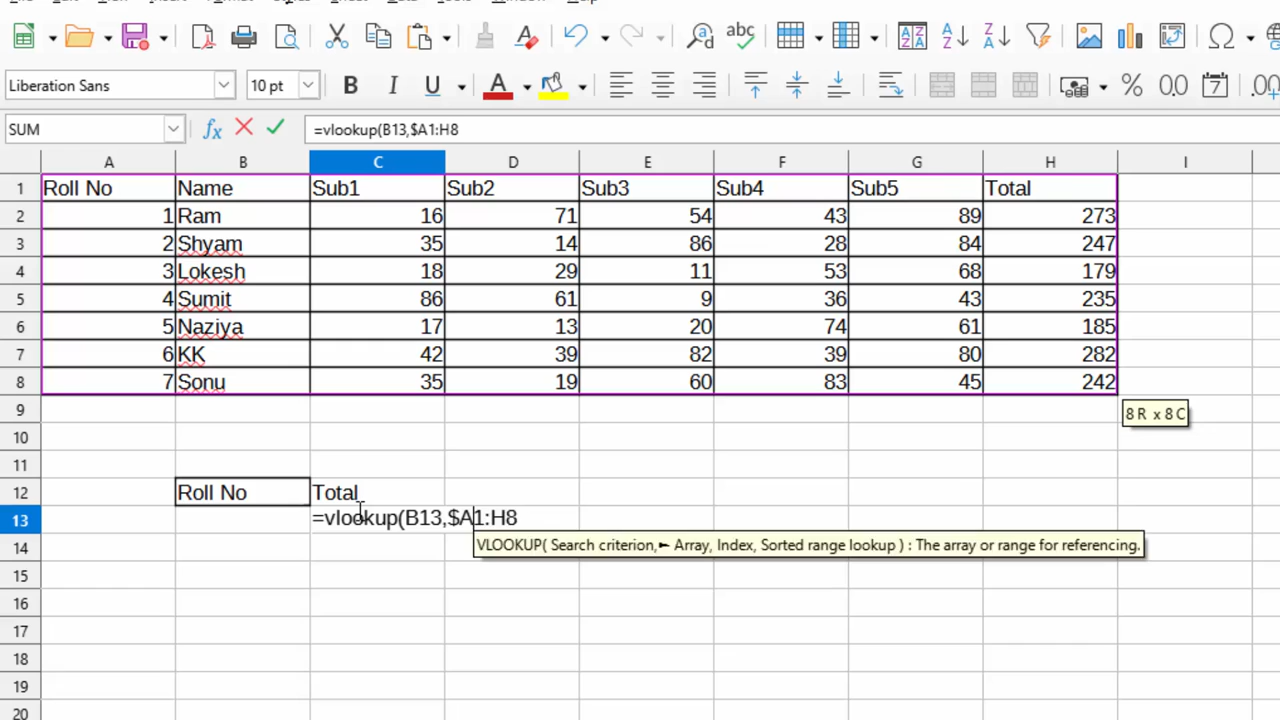 Liberation Sans 10 pt B I U A % 0.0 7 .00
SUM fx =vlookup(B13,$A1:H8
A B C D E F G H I
1 Roll No Name Sub1 Sub2 Sub3 Sub4 Sub5 Total
2 1 Ram 16 71 54 43 89 273
3 2 Shyam 35 14 86 28 84 247
4 3 Lokesh 18 29 11 53 68 179
5 4 Sumit 86 61 9 36 43 235
6 5 Naziya 17 13 20 74 61 185
7 6 KK 42 39 82 39 80 282
8 7 Sonu 35 19 60 83 45 242
9 8 R x 8 C
10
11
12 Roll No Total
13 =vlookup(B13,$A1:H8
14 VLOOKUP( Search criterion, Array, Index, Sorted range lookup ) : The array or range for referencing.
15
16
17
18
19
20